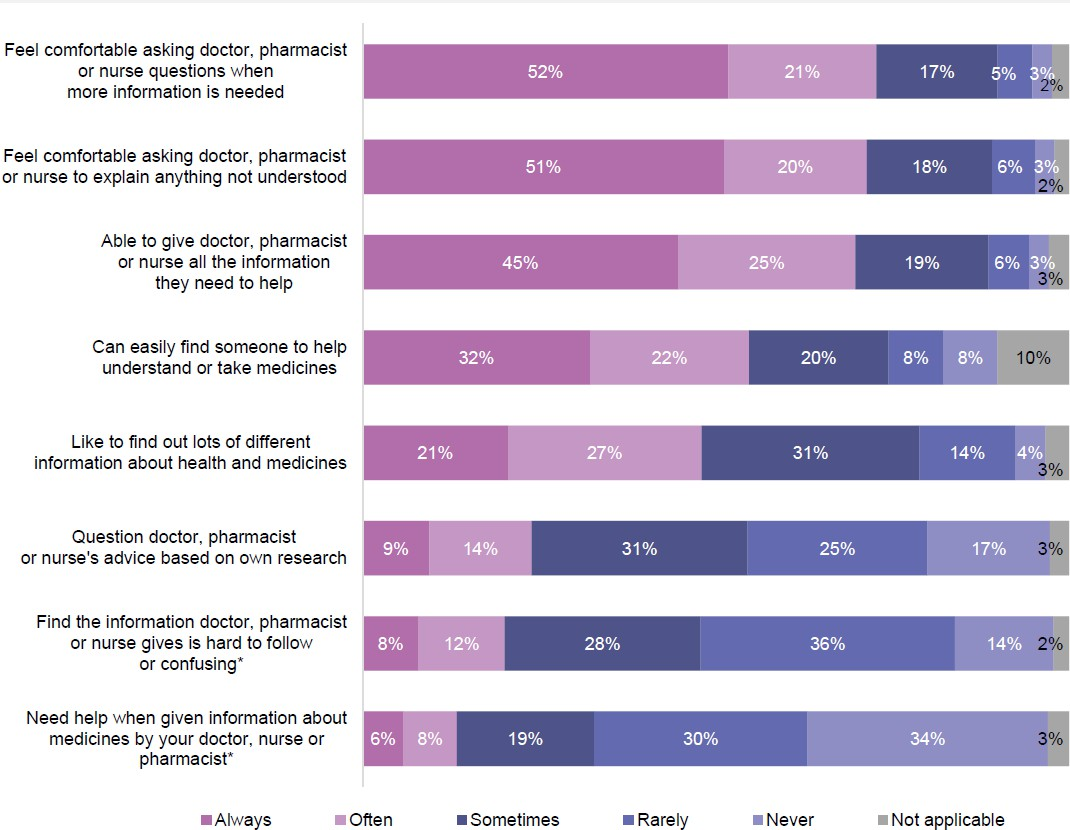 Feel comfortable asking doctor, pharmacist
or nurse questions when
more information is needed
52% 21% 17% 5% 3% 2%
Feel comfortable asking doctor, pharmacist
or nurse to explain anything not understood
51% 20% 18% 6% 3% 2%
Able to give doctor, pharmacist
or nurse all the information
they need to help
45% 25% 19% 6% 3% 3%
Can easily find someone to help
understand or take medicines
32% 22% 20% 8% 8% 10%
Like to find out lots of different
information about health and medicines
21% 27% 31% 14% 4% 3%
Question doctor, pharmacist
or nurse's advice based on own research
9% 14% 31% 25% 17% 3%
Find the information doctor, pharmacist
or nurse gives is hard to follow
or confusing*
8% 12% 28% 36% 14% 2%
Need help when given information about
medicines by your doctor, nurse or
pharmacist*
6% 8% 19% 30% 34% 3%
Always Often Sometimes Rarely Never Not applicable